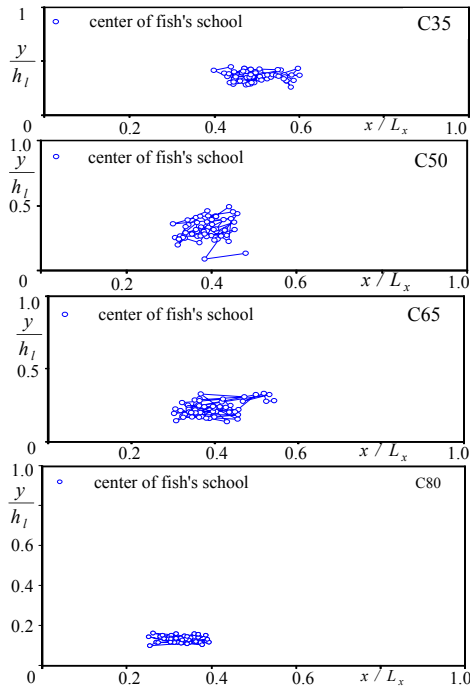 1 center of fish's school C35
y
h_l
0 0.2 0.4 0.6 x / L_x 1.0
1.0 center of fish's school C50
y
h_l
0.5
0 0.2 0.4 0.6 x / L_x 1.0
1.0 center of fish's school C65
y
h_l
0.5
0 0.2 0.4 0.6 x / L_x 1.0
1.0 center of fish's school C80
y
h_l
0.6
0.4
0.2
0 0.2 0.4 0.6 x / L_x 1.0